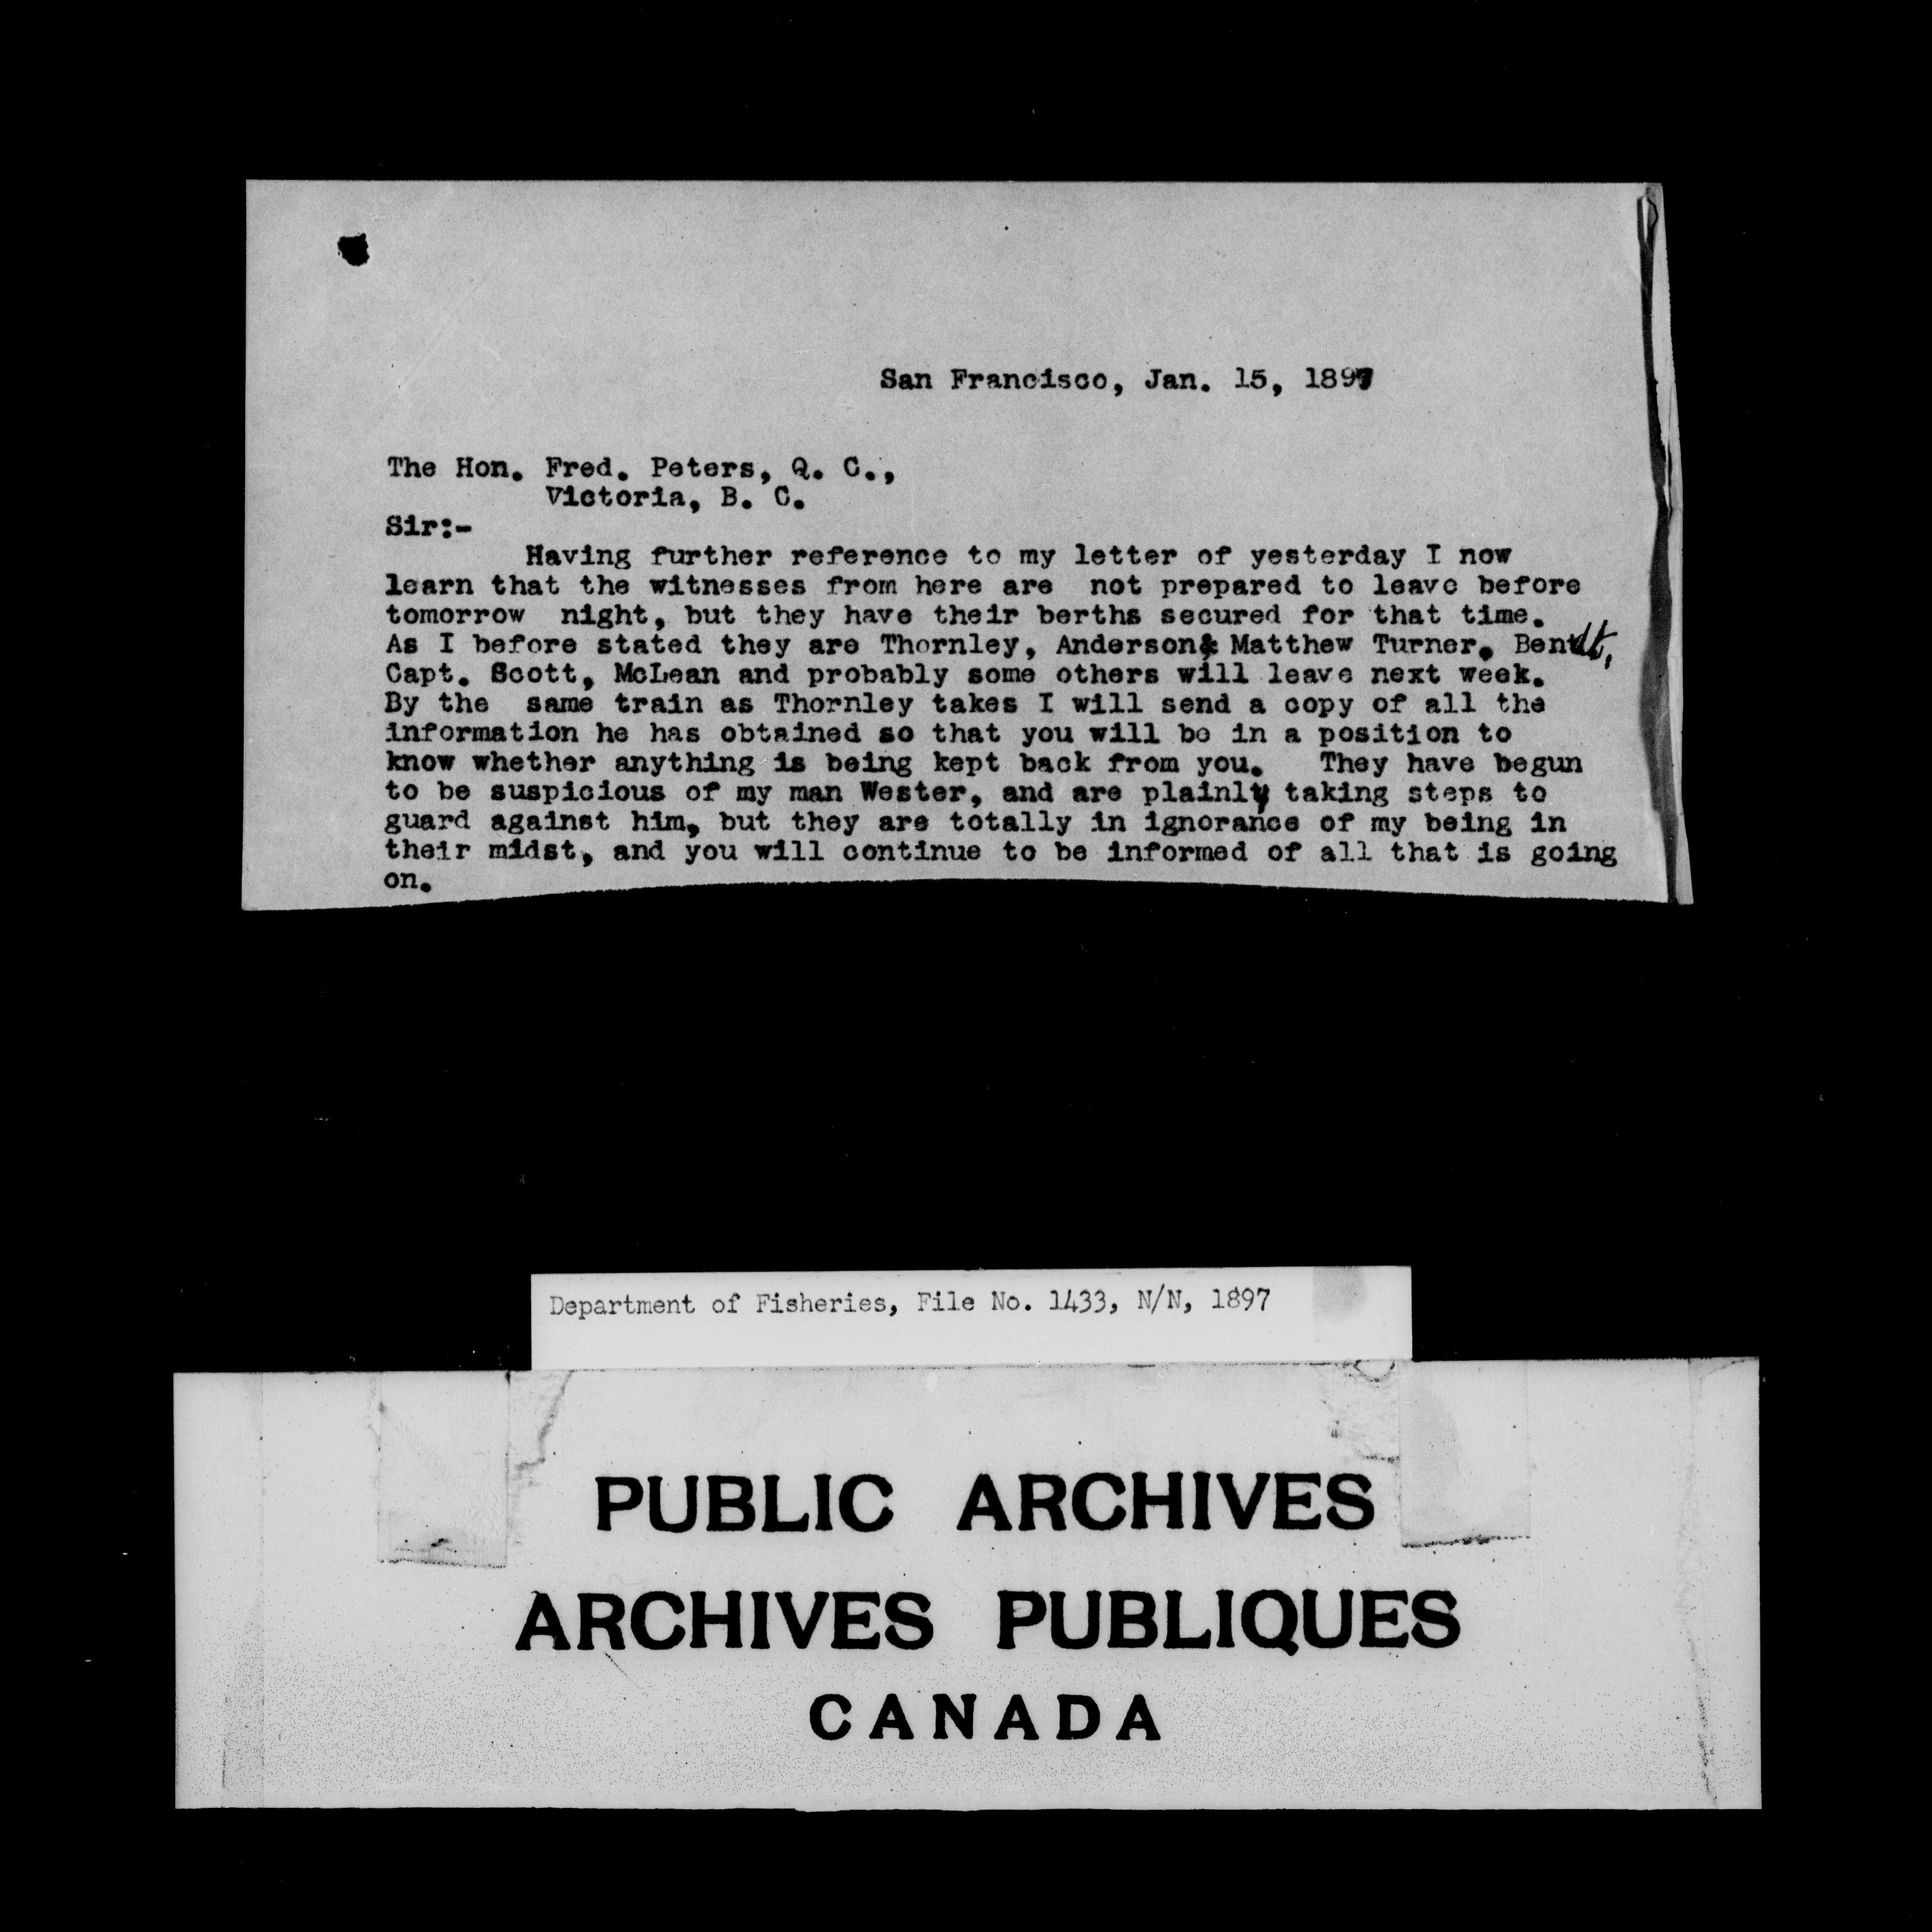 San Francisco, Jan. 15, 1897
The Hon. Fred. Peters, Q. C.,
Victoria, B. C.
Sir:-
Having further reference to my letter of yesterday I now
learn that the witnesses from here are not prepared to leave before
tomorrow night, but they have their berths secured for that time.
As I before stated they are Thornley, Anderson& Matthew Turner. Bendt,
Capt. Scott, McLean and probably some others will leave next week.
By the same train as Thornley takes I will send a copy of all the
information he has obtained so that you will be in a position to
know whether anything is being kept back from you. They have begun
to be suspicious of my man Wester, and are plainly taking steps to
guard against him, but they are totally in ignorance of my being in
their midst, and you will continue to be informed of all that is going
on.
Department of Fisheries, File No. 1433, N/N, 1897
PUBLIC ARCHIVES
ARCHIVES PUBLIQUES
CANADA